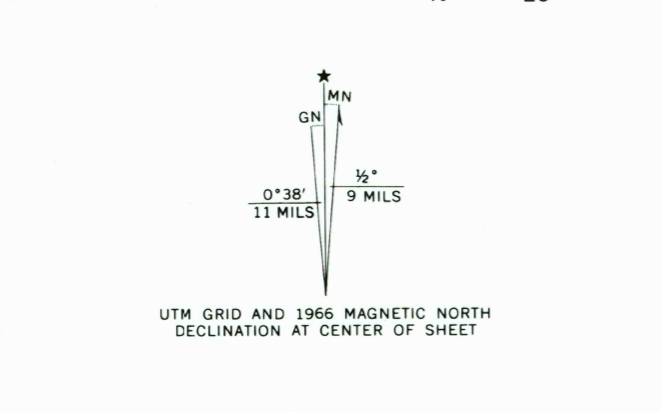 ★
MN
GN
½°
0°38′
9 MILS
11 MILS
UTM GRID AND 1966 MAGNETIC NORTH
DECLINATION AT CENTER OF SHEET